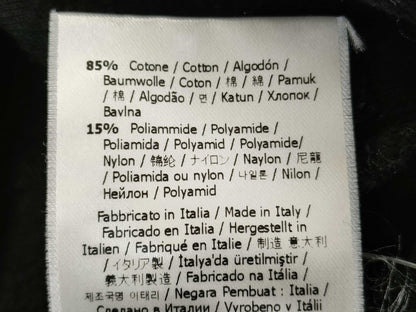 85% Cotone / Cotton / Algodón /
Baumwolle / Coton / 棉 / 綿 / Pamuk
/ 棉 / Algodão / 면 / Katun / Хлопок /
Bavlna
15% Poliammide / Polyamide /
Poliamida / Polyamid / Polyamide/
Nylon / 锦纶 / ナイロン / Naylon / 尼龍
/ Poliamida ou nylon / 나일론 / Nilon /
Нейлон / Polyamid
Fabbricato in Italia / Made in Italy /
Fabricado en Italia / Hergestellt in
Italien / Fabriqué en Italie / 制造 意大利
/ イタリア製 / İtalya'da üretilmiştir /
義大利製造 / Fabricado na Itália /
제조국명 이태리 / Negara Pembuat : Italia /
Сделано в Италии / Vyrobeno v Itálii